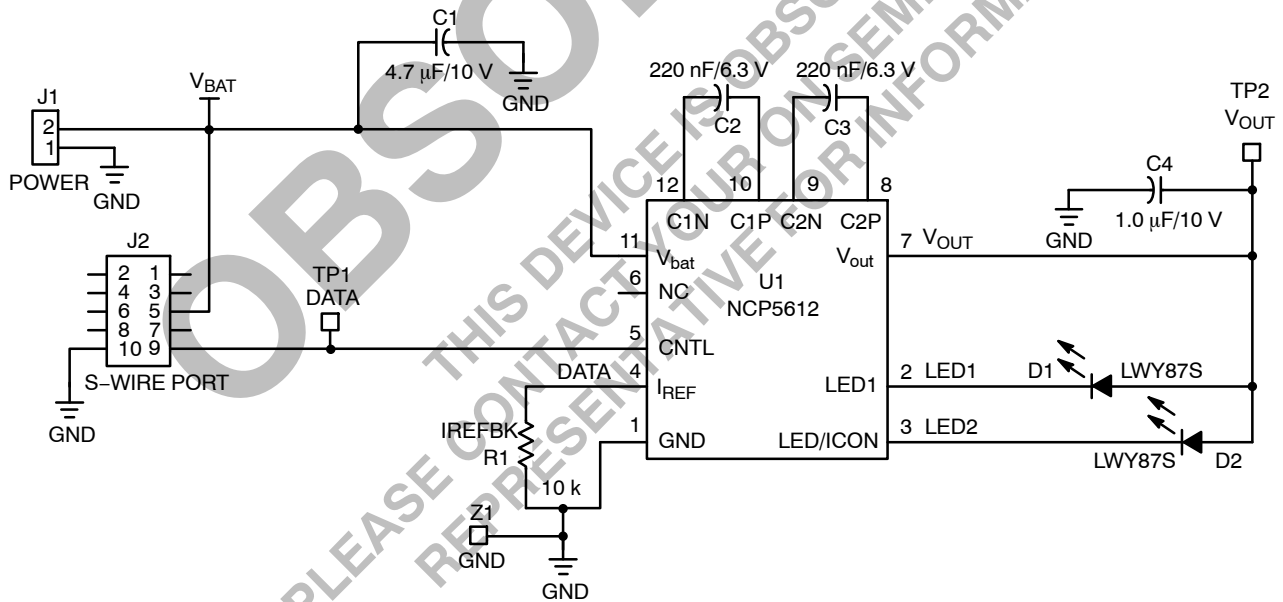 C1
4.7 μF/10 V
GND
J1
2
1
POWER
GND
V_BAT
220 nF/6.3 V
C2
220 nF/6.3 V
C3
TP2
V_OUT
C4
1.0 μF/10 V
GND
12
10
9
8
C1N
C1P
C2N
C2P
11
V_bat
V_out
7
V_OUT
6
NC
U1
NCP5612
J2
2 1
4 3
6 5
8 7
10 9
S–WIRE PORT
GND
TP1
DATA
5
CNTL
DATA
4
I_REF
LED1
2
LED1
D1
LWY87S
1
GND
LED/ICON
3
LED2
LWY87S
D2
IREFBK
R1
10 k
Z1
GND
GND
OBSO
THIS DEVICE IS OBSO
PLEASE CONTACT YOUR ON SEMI
REPRESENTATIVE FOR INFORM